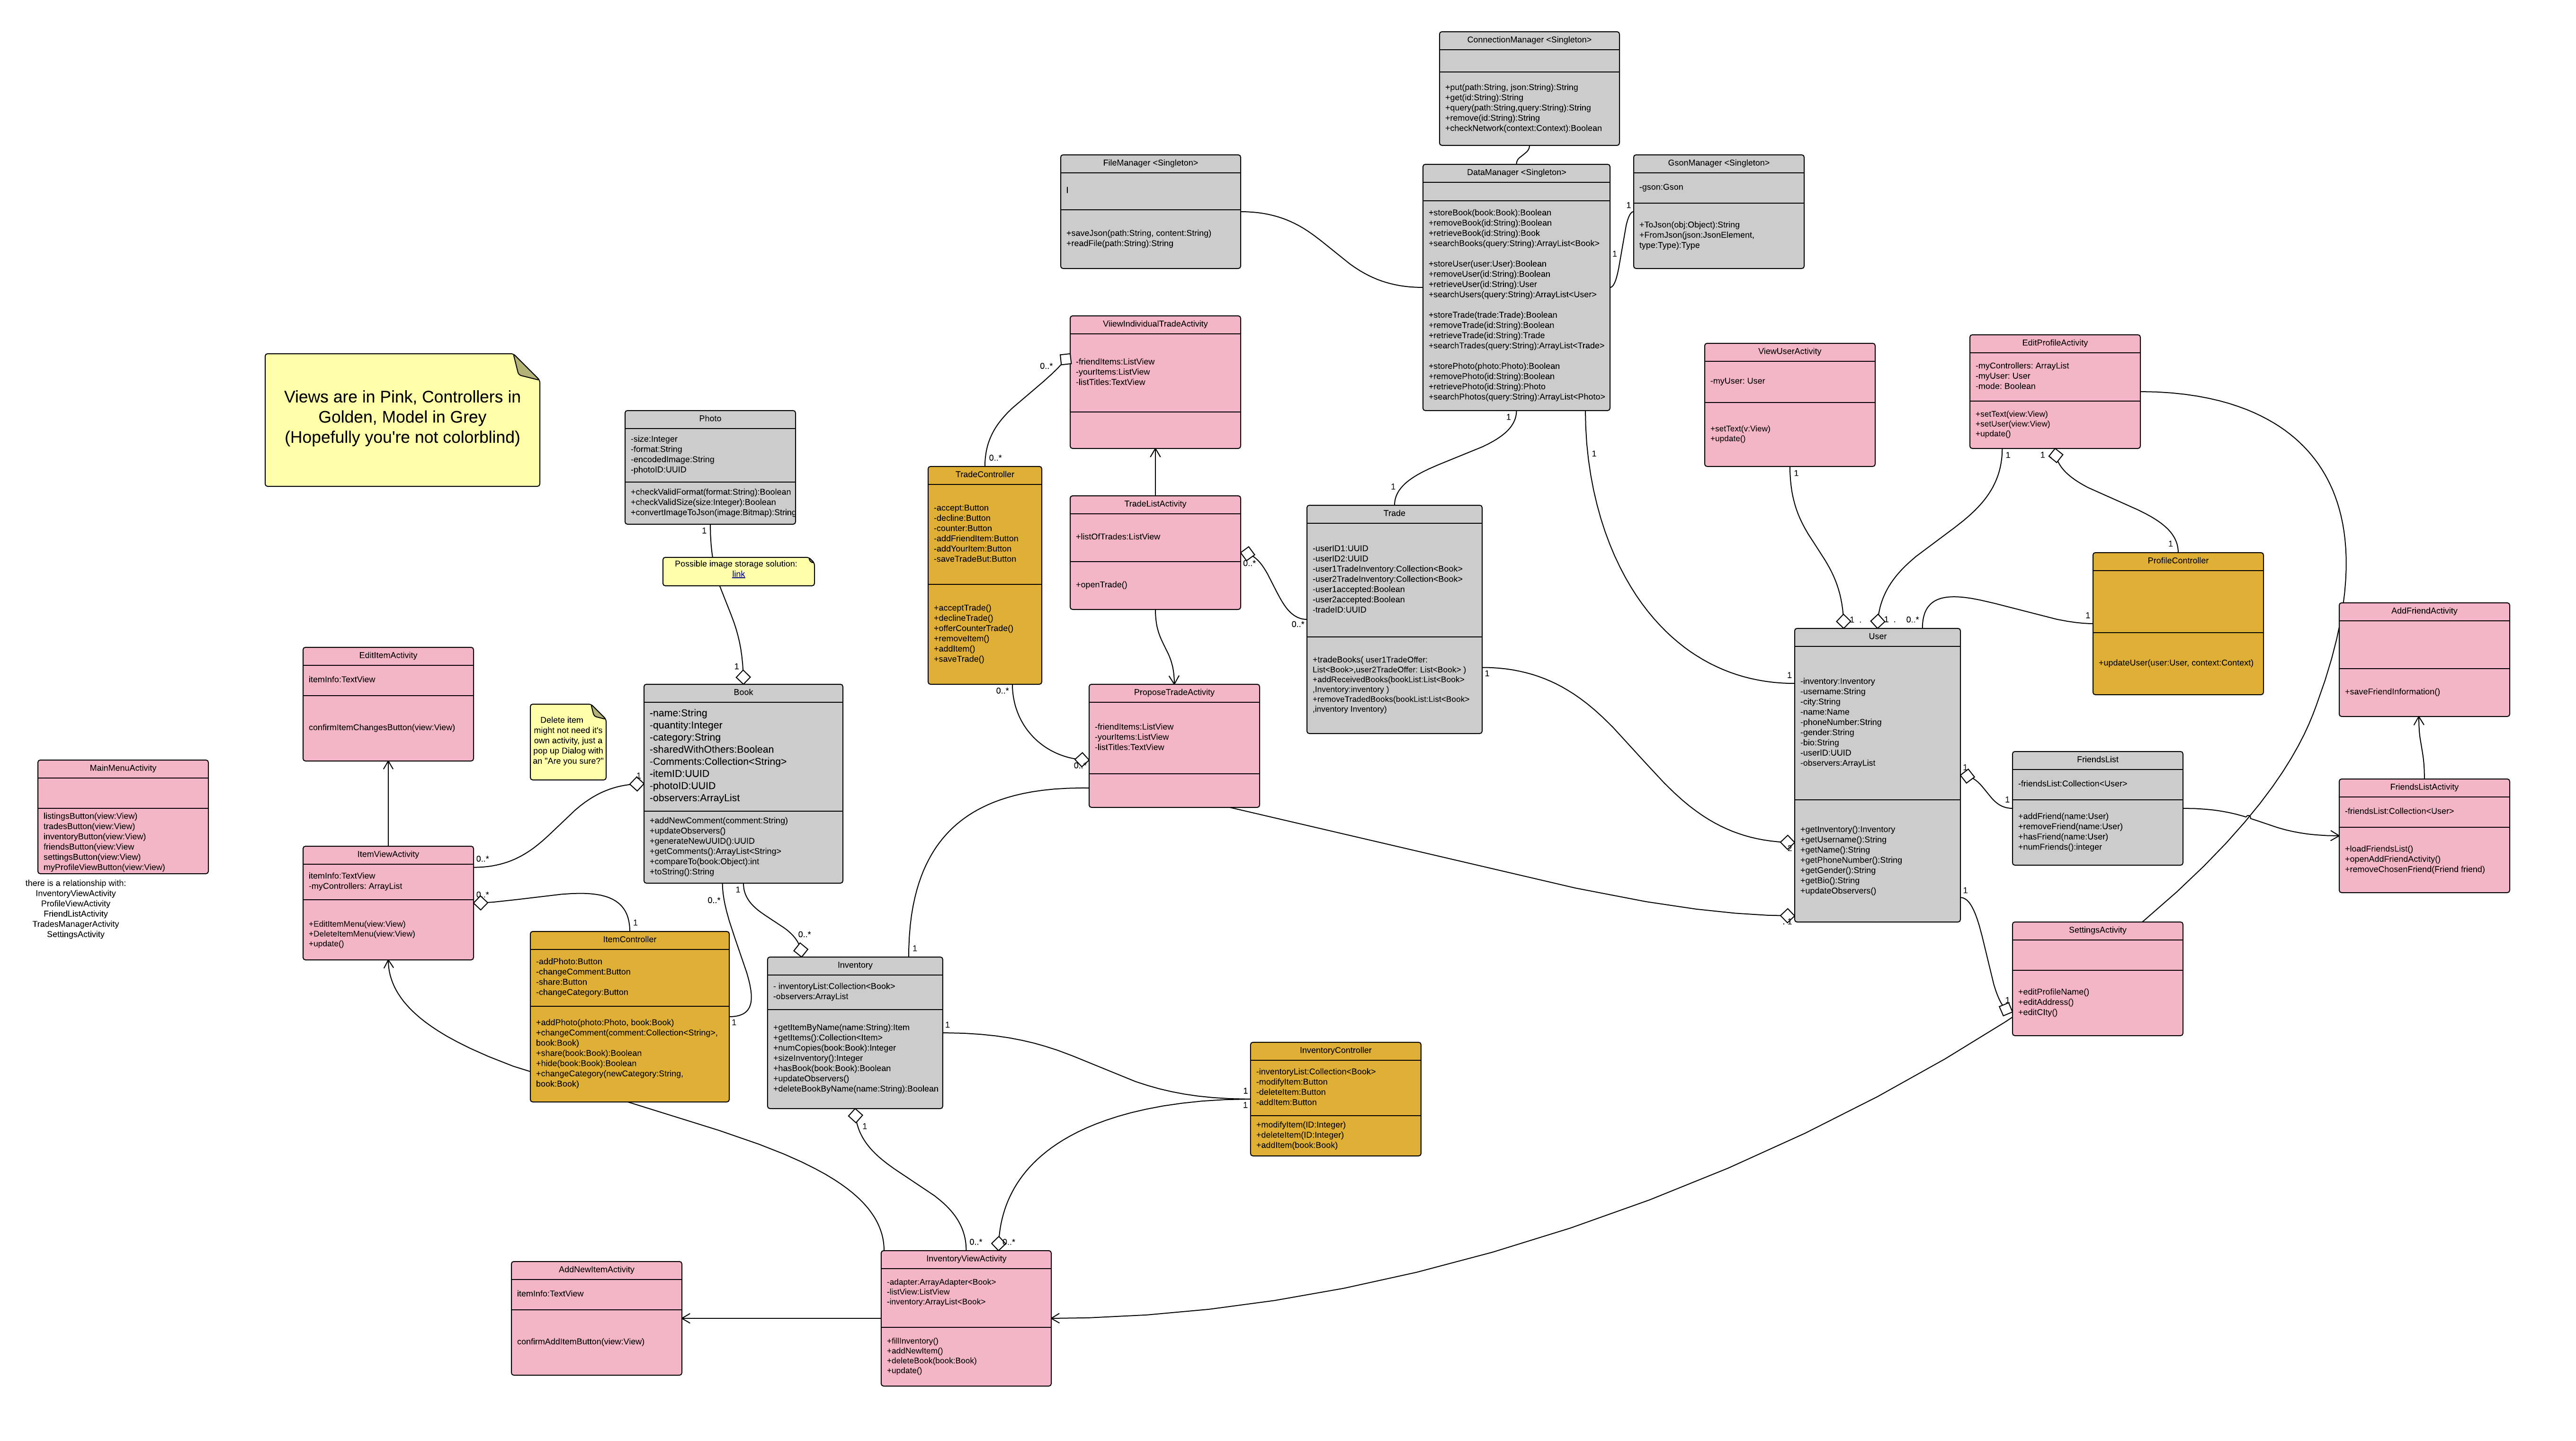 ConnectionManager <Singleton>
+put(path:String, json:String):String
+get(id:String):String
+query(path:String,query:String):String
+remove(id:String):String
+checkNetwork(context:Context):Boolean
FileManager <Singleton>
I
+saveJson(path:String, content:String)
+readFile(path:String):String
DataManager <Singleton>
+storeBook(book:Book):Boolean
+removeBook(id:String):Boolean
+retrieveBook(id:String):Book
+searchBooks(query:String):ArrayList<Book>
+storeUser(user:User):Boolean
+removeUser(id:String):Boolean
+retrieveUser(id:String):User
+searchUsers(query:String):ArrayList<User>
+storeTrade(trade:Trade):Boolean
+removeTrade(id:String):Boolean
+retrieveTrade(id:String):Trade
+searchTrades(query:String):ArrayList<Trade>
+storePhoto(photo:Photo):Boolean
+removePhoto(id:String):Boolean
+retrievePhoto(id:String):Photo
+searchPhotos(query:String):ArrayList<Photo>
1
1
1
1
GsonManager <Singleton>
-gson:Gson
+ToJson(obj:Object):String
+FromJson(json:JsonElement,
type:Type):Type
ViiewIndividualTradeActivity
-friendItems:ListView
-yourItems:ListView
-listTitles:TextView
0..*
0..*
ViewUserActivity
-myUser: User
+setText(v:View)
+update()
1
EditProfileActivity
-myControllers: ArrayList
-myUser: User
-mode: Boolean
+setText(view:View)
+setUser(view:View)
+update()
1
1
Views are in Pink, Controllers in
Golden, Model in Grey
(Hopefully you're not colorblind)
Photo
-size:Integer
-format:String
-encodedImage:String
-photoID:UUID
+checkValidFormat(format:String):Boolean
+checkValidSize(size:Integer):Boolean
+convertImageToJson(image:Bitmap):String
1
Possible image storage solution:
link
1
TradeController
-accept:Button
-decline:Button
-counter:Button
-addFriendItem:Button
-addYourItem:Button
-saveTradeBut:Button
+acceptTrade()
+declineTrade()
+offerCounterTrade()
+removeItem()
+addItem()
+saveTrade()
0..*
0..*
TradeListActivity
+listOfTrades:ListView
+openTrade()
0..*
0..*
1
Trade
-userID1:UUID
-userID2:UUID
-user1TradeInventory:Collection<Book>
-user2TradeInventory:Collection<Book>
-user1accepted:Boolean
-user2accepted:Boolean
-tradeID:UUID
+tradeBooks( user1TradeOffer:
List<Book>,user2TradeOffer: List<Book> )
+addReceivedBooks(bookList:List<Book>
,Inventory:inventory )
+removeTradedBooks(bookList:List<Book>
,inventory Inventory)
1
ProfileController
+updateUser(user:User, context:Context)
1
1
AddFriendActivity
+saveFriendInformation()
1 .
1 .
0..*
1
User
-inventory:Inventory
-username:String
-city:String
-name:Name
-phoneNumber:String
-gender:String
-bio:String
-userID:UUID
-observers:ArrayList
+getInventory():Inventory
+getUsername():String
+getName():String
+getPhoneNumber():String
+getGender():String
+getBio():String
+updateObservers()
2
. 1
1
1
1
EditItemActivity
itemInfo:TextView
confirmItemChangesButton(view:View)
Delete item
might not need it's
own activity, just a
pop up Dialog with
an "Are you sure?"
Book
-name:String
-quantity:Integer
-category:String
-sharedWithOthers:Boolean
-Comments:Collection<String>
-itemID:UUID
-photoID:UUID
-observers:ArrayList
+addNewComment(comment:String)
+updateObservers()
+generateNewUUID():UUID
+getComments():ArrayList<String>
+compareTo(book:Object):int
+toString():String
1
0..*
1
0..*
ProposeTradeActivity
-friendItems:ListView
-yourItems:ListView
-listTitles:TextView
FriendsList
-friendsList:Collection<User>
+addFriend(name:User)
+removeFriend(name:User)
+hasFriend(name:User)
+numFriends():integer
FriendsListActivity
-friendsList:Collection<User>
+loadFriendsList()
+openAddFriendActivity()
+removeChosenFriend(Friend friend)
MainMenuActivity
listingsButton(view:View)
tradesButton(view:View)
inventoryButton(view:View)
friendsButton(view:View
settingsButton(view:View)
myProfileViewButton(view:View)
there is a relationship with:
InventoryViewActivity
ProfileViewActivity
FriendListActivity
TradesManagerActivity
SettingsActivity
ItemViewActivity
itemInfo:TextView
-myControllers: ArrayList
+EditItemMenu(view:View)
+DeleteItemMenu(view:View)
+update()
0..*
0..*
1
ItemController
-addPhoto:Button
-changeComment:Button
-share:Button
-changeCategory:Button
+addPhoto(photo:Photo, book:Book)
+changeComment(comment:Collection<String>,
book:Book)
+share(book:Book):Boolean
+hide(book:Book):Boolean
+changeCategory(newCategory:String,
book:Book)
1
1
Inventory
- inventoryList:Collection<Book>
-observers:ArrayList
+getItemByName(name:String):Item
+getItems():Collection<Item>
+numCopies(book:Book):Integer
+sizeInventory():Integer
+hasBook(book:Book):Boolean
+updateObservers()
+deleteBookByName(name:String):Boolean
1
1
SettingsActivity
+editProfileName()
+editAddress()
+editCIty()
1
InventoryController
-inventoryList:Collection<Book>
-modifyItem:Button
-deleteItem:Button
-addItem:Button
+modifyItem(ID:Integer)
+deleteItem(ID:Integer)
+addItem(book:Book)
1
1
0..*
0..*
InventoryViewActivity
-adapter:ArrayAdapter<Book>
-listView:ListView
-inventory:ArrayList<Book>
+fillInventory()
+addNewItem()
+deleteBook(book:Book)
+update()
AddNewItemActivity
itemInfo:TextView
confirmAddItemButton(view:View)